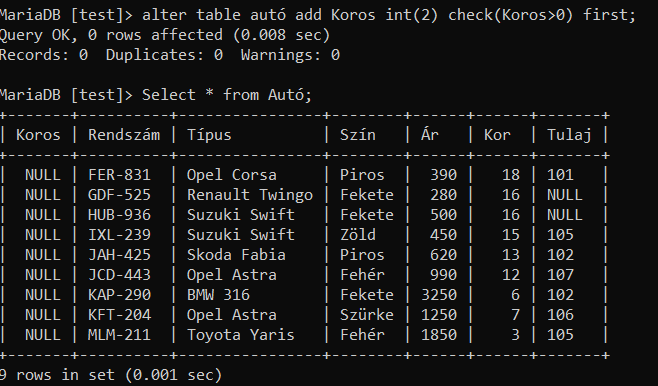 MariaDB [test]> alter table autó add Koros int(2) check(Koros>0) first;
Query OK, 0 rows affected (0.008 sec)
Records: 0  Duplicates: 0  Warnings: 0

MariaDB [test]> Select * from Autó;
+-------+----------+----------------+--------+------+------+-------+
| Koros | Rendszám | Típus          | Szín   | Ár   | Kor  | Tulaj |
+-------+----------+----------------+--------+------+------+-------+
|  NULL | FER-831  | Opel Corsa     | Piros  |  390 |   18 | 101   |
|  NULL | GDF-525  | Renault Twingo | Fekete |  280 |   16 | NULL  |
|  NULL | HUB-936  | Suzuki Swift   | Fekete |  500 |   16 | NULL  |
|  NULL | IXL-239  | Suzuki Swift   | Zöld   |  450 |   15 | 105   |
|  NULL | JAH-425  | Skoda Fabia    | Piros  |  620 |   13 | 102   |
|  NULL | JCD-443  | Opel Astra     | Fehér  |  990 |   12 | 107   |
|  NULL | KAP-290  | BMW 316        | Fekete | 3250 |    6 | 102   |
|  NULL | KFT-204  | Opel Astra     | Szürke | 1250 |    7 | 106   |
|  NULL | MLM-211  | Toyota Yaris   | Fehér  | 1850 |    3 | 105   |
+-------+----------+----------------+--------+------+------+-------+
9 rows in set (0.001 sec)